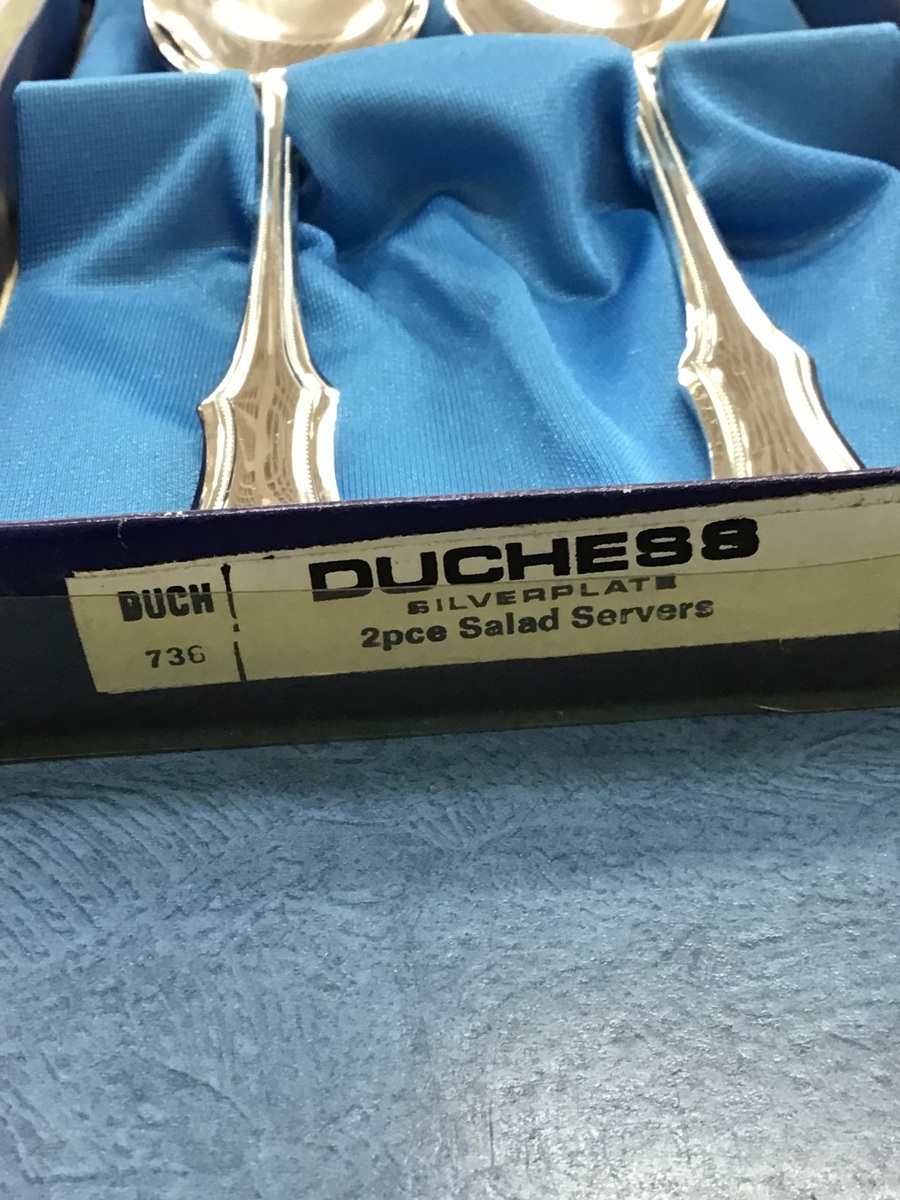 DUCH
736
DUCHESS
SILVERPLATE
2pce Salad Servers